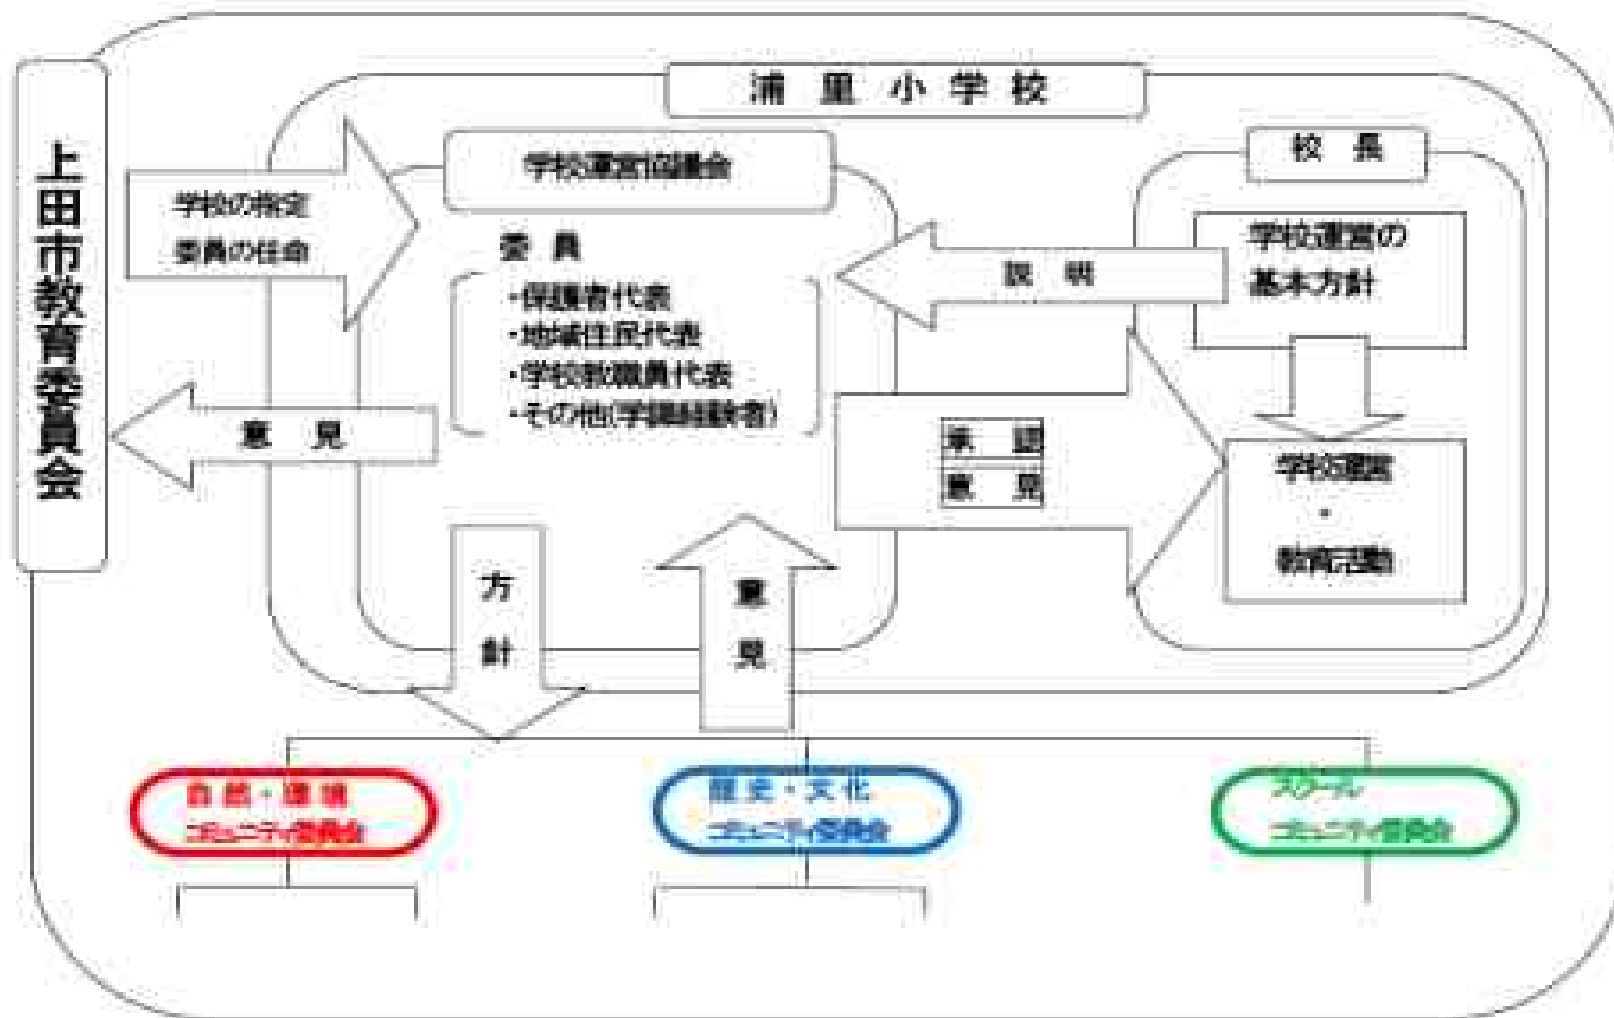 浦里小学校
上田市教育委員会
学校の指定
委員の任命
学校運営協議会
委員
・保護者代表
・地域住民代表
・学校教職員代表
・その他(学識経験者)
校長
学校運営の
基本方針
説明
意見
承認
意見
学校運営
・
教育活動
方針
意見
自然・環境
コミュニティ委員会
歴史・文化
コミュニティ委員会
スクール
コミュニティ委員会